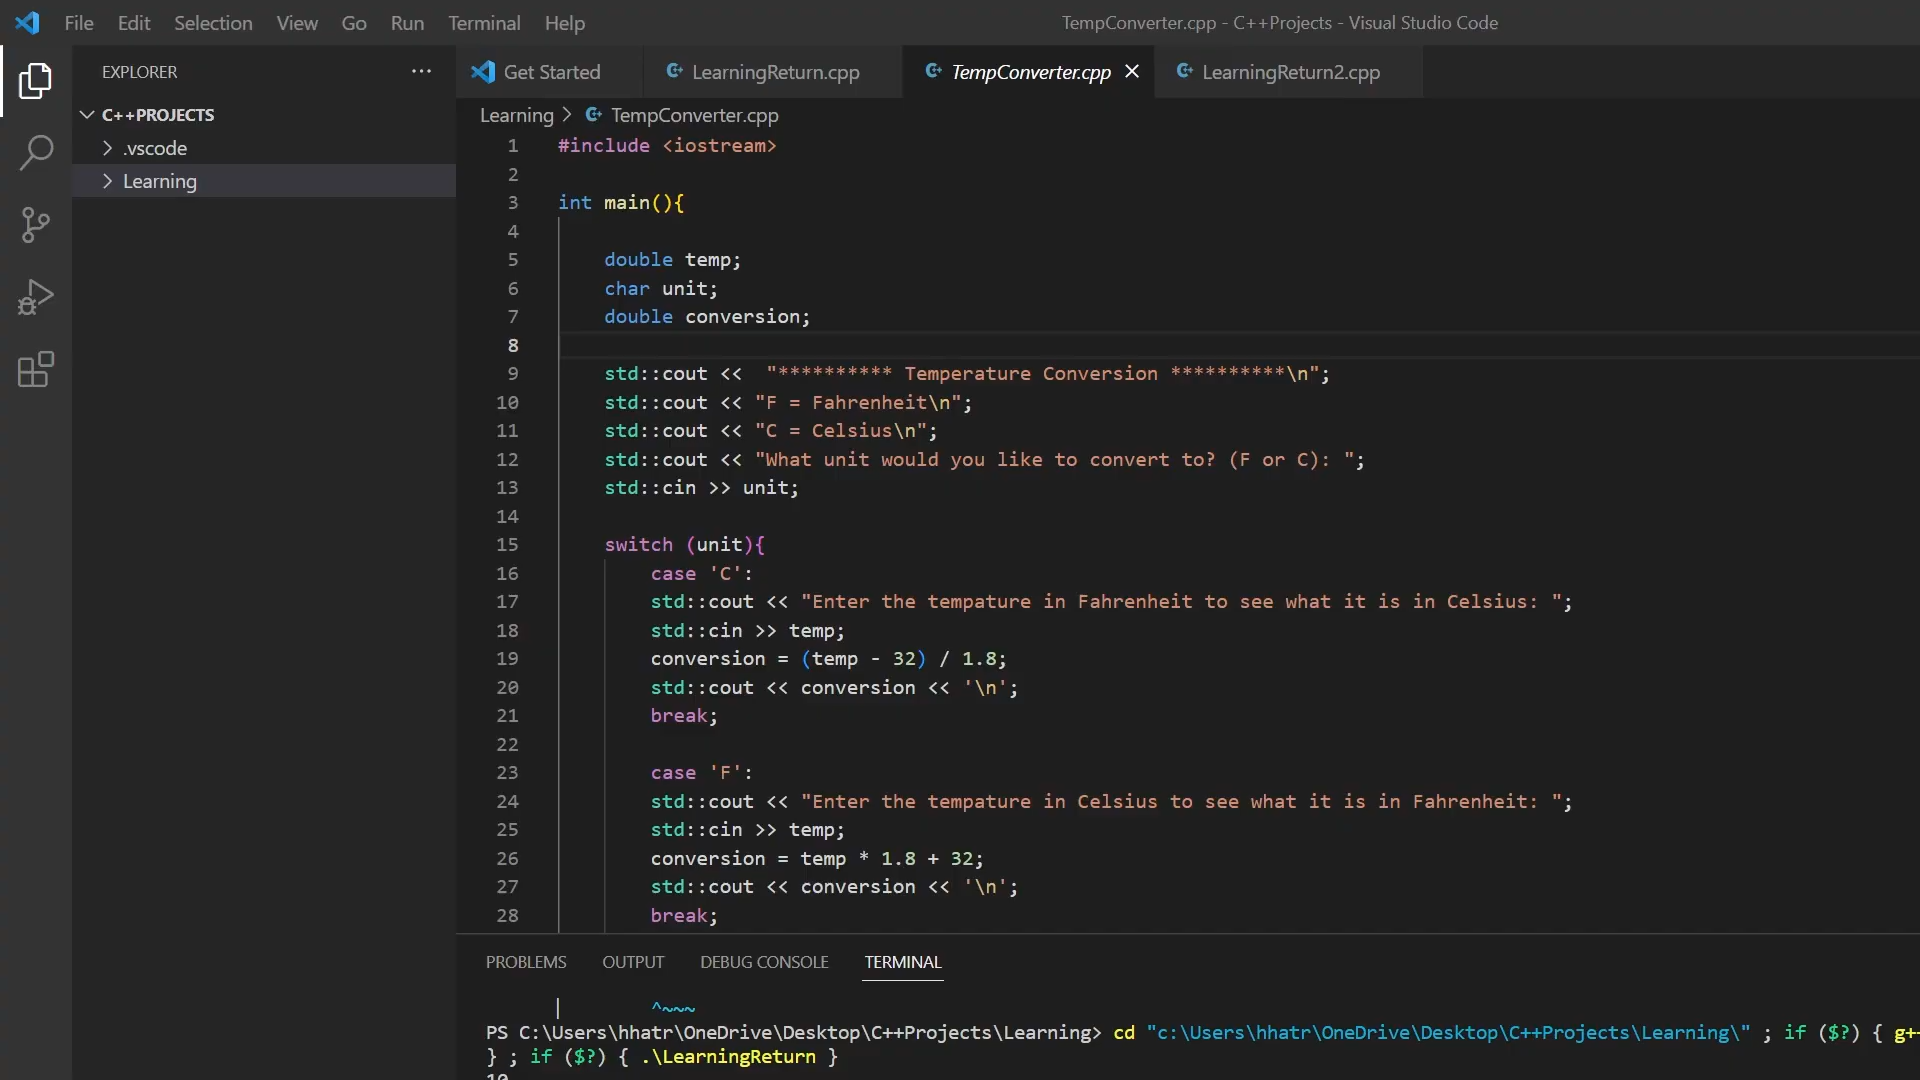 File Edit Selection View Go Run Terminal Help
TempConverter.cpp - C++Projects - Visual Studio Code
EXPLORER
C++PROJECTS
.vscode
Learning
Get Started
LearningReturn.cpp
TempConverter.cpp
LearningReturn2.cpp
Learning > TempConverter.cpp
1 #include <iostream>
2
3 int main(){
4
5 double temp;
6 char unit;
7 double conversion;
8
9 std::cout <<  "********** Temperature Conversion **********\n";
10 std::cout << "F = Fahrenheit\n";
11 std::cout << "C = Celsius\n";
12 std::cout << "What unit would you like to convert to? (F or C): ";
13 std::cin >> unit;
14
15 switch (unit){
16 case 'C':
17 std::cout << "Enter the tempature in Fahrenheit to see what it is in Celsius: ";
18 std::cin >> temp;
19 conversion = (temp - 32) / 1.8;
20 std::cout << conversion << '\n';
21 break;
22
23 case 'F':
24 std::cout << "Enter the tempature in Celsius to see what it is in Fahrenheit: ";
25 std::cin >> temp;
26 conversion = temp * 1.8 + 32;
27 std::cout << conversion << '\n';
28 break;
PROBLEMS OUTPUT DEBUG CONSOLE TERMINAL
| ^~~~
PS C:\Users\hhatr\OneDrive\Desktop\C++Projects\Learning> cd "c:\Users\hhatr\OneDrive\Desktop\C++Projects\Learning\" ; if ($?) { g++
} ; if ($?) { .\LearningReturn }